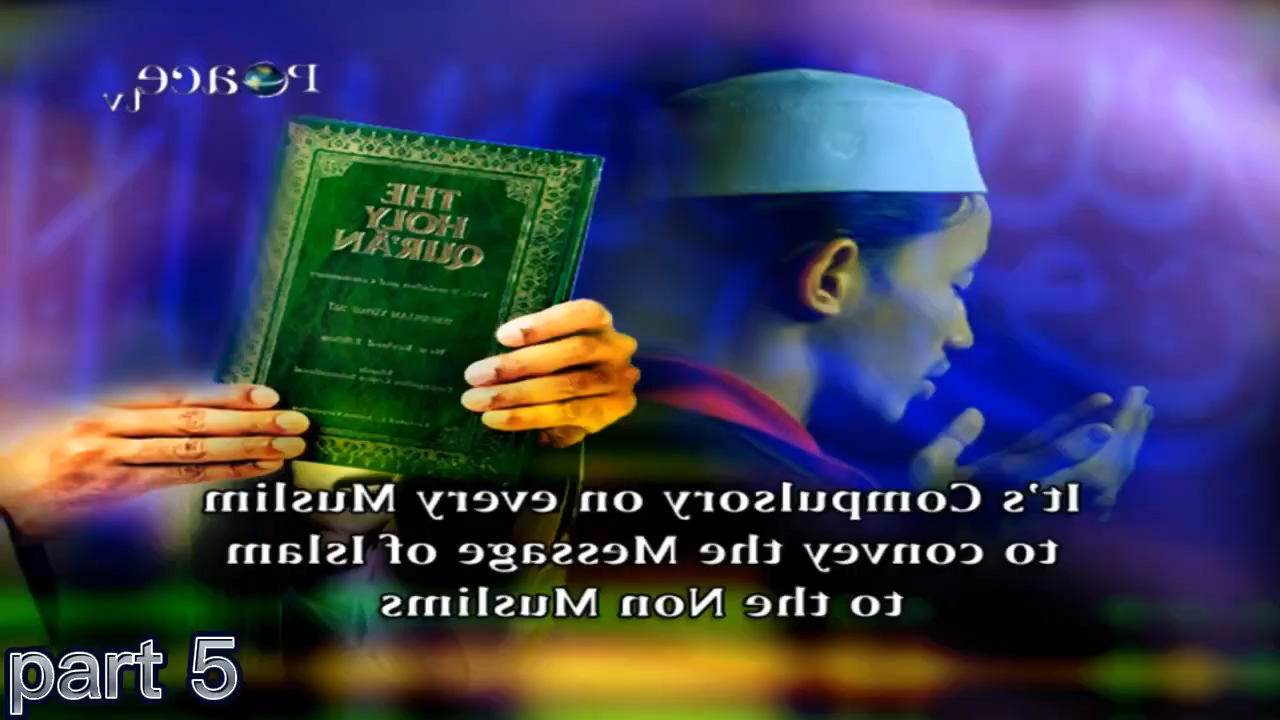 Peace
tv
THE
HOLY
QUR'ÂN
It's Compulsory on every Muslim
to convey the Message of Islam
to the Non Muslims
part 5